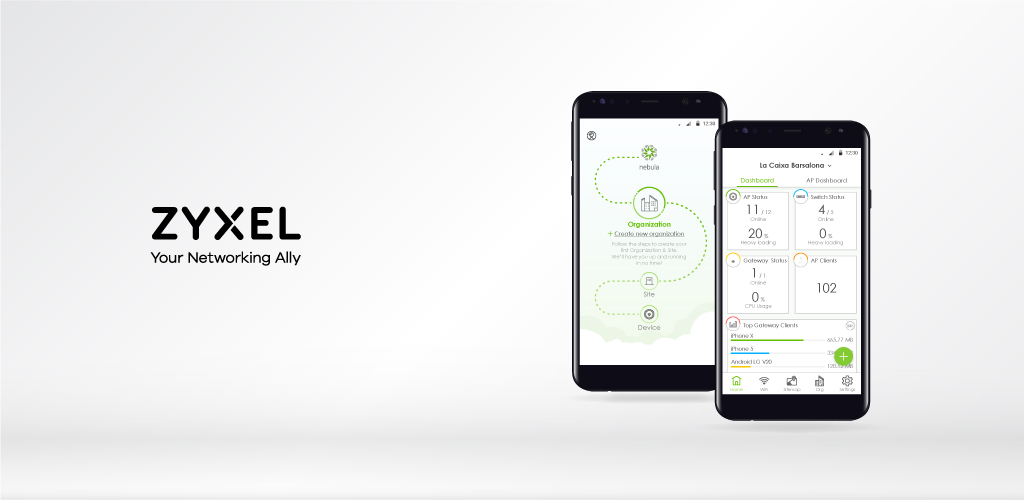 ZYXEL
Your Networking Ally
12:30
nebula
Organization
+ Create new organization
Follow the steps to create your
first Organization & Site.
We'll have you up and running
in no time!
Site
Device
12:30
La Caixa Barsalona
Dashboard AP Dashboard
AP Status
11 / 12
Online
20 %
Heavy loading
Switch Status
4 / 5
Online
0 %
Heavy loading
Gateway Status
1 / 1
Online
0 %
CPU Usage
AP Clients
102
Top Gateway Clients
iPhone X
665,77 MB
iPhone 5
Android LG V20
Home WiFi Sitewide Org Settings